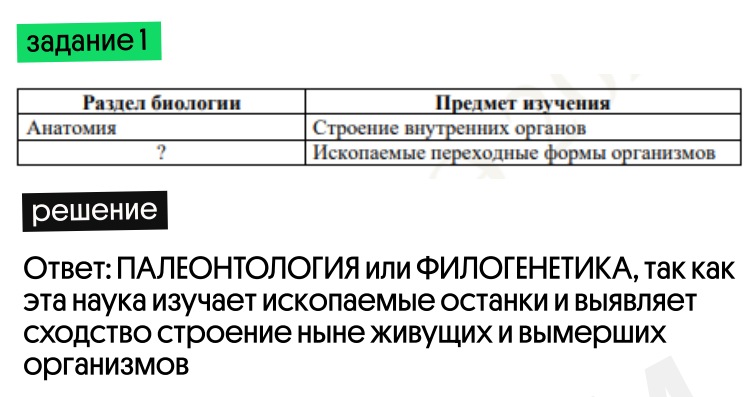 задание 1
Раздел биологии Предмет изучения
Анатомия Строение внутренних органов
? Ископаемые переходные формы организмов
решение
Ответ: ПАЛЕОНТОЛОГИЯ или ФИЛОГЕНЕТИКА, так как
эта наука изучает ископаемые останки и выявляет
сходство строение ныне живущих и вымерших
организмов